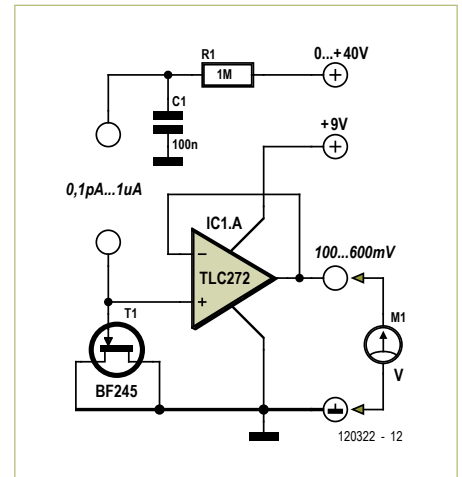 R1
0...+40V
1M
C1
+9V
100n
0,1pA...1uA
IC1.A
100...600mV
−
TLC272
+
T1
M1
BF245
V
120322 - 12